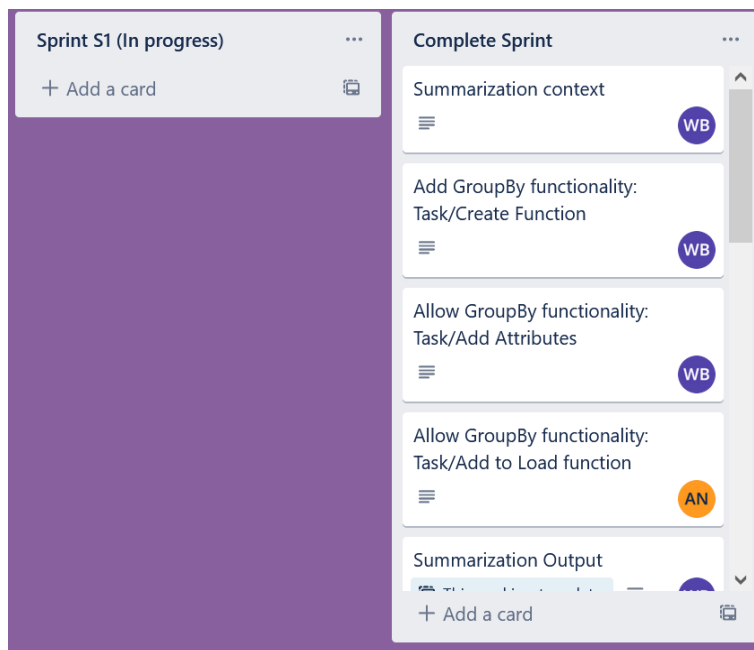 Sprint S1 (In progress)
Add a card
Complete Sprint
Summarization context
WB
Add GroupBy functionality:
Task/Create Function
WB
Allow GroupBy functionality:
Task/Add Attributes
WB
Allow GroupBy functionality:
Task/Add to Load function
AN
Summarization Output
Add a card